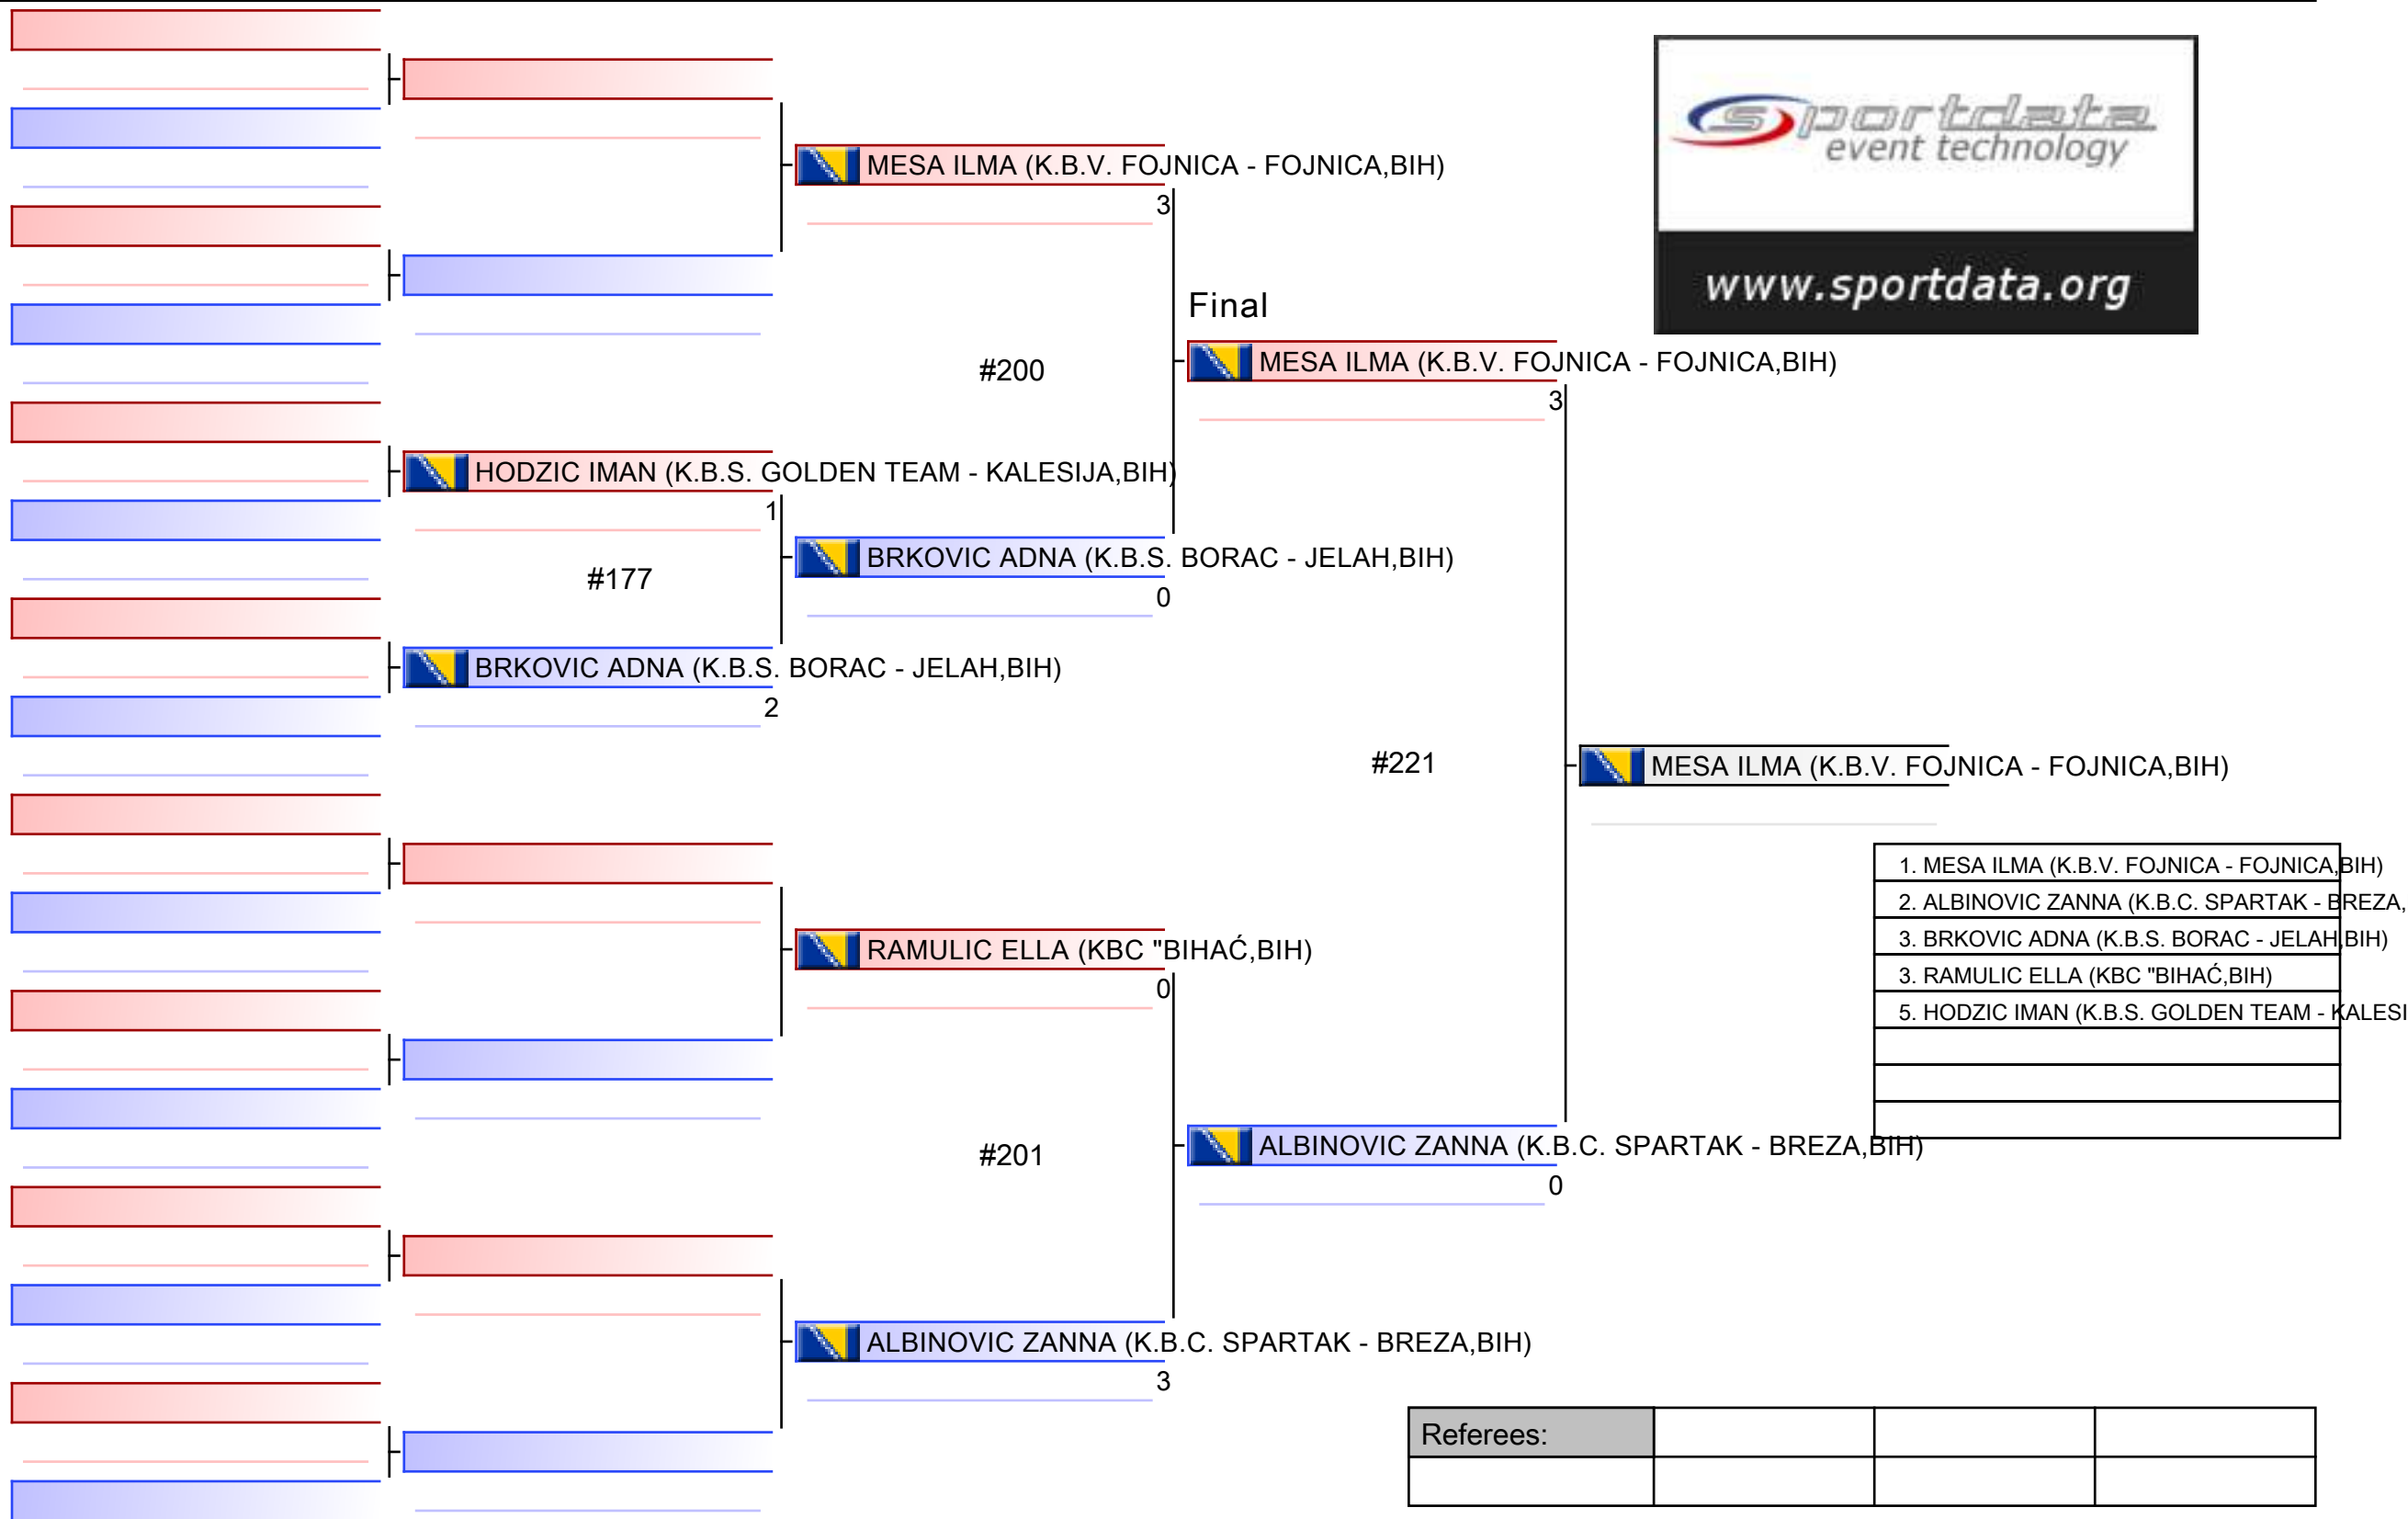 sportdata
event technology
www.sportdata.org
MESA ILMA (K.B.V. FOJNICA - FOJNICA,BIH)
3
Final
#200
MESA ILMA (K.B.V. FOJNICA - FOJNICA,BIH)
3
HODZIC IMAN (K.B.S. GOLDEN TEAM - KALESIJA,BIH)
1
#177
BRKOVIC ADNA (K.B.S. BORAC - JELAH,BIH)
0
BRKOVIC ADNA (K.B.S. BORAC - JELAH,BIH)
2
#221
MESA ILMA (K.B.V. FOJNICA - FOJNICA,BIH)
1. MESA ILMA (K.B.V. FOJNICA - FOJNICA,BIH)
2. ALBINOVIC ZANNA (K.B.C. SPARTAK - BREZA,
3. BRKOVIC ADNA (K.B.S. BORAC - JELAH,BIH)
3. RAMULIC ELLA (KBC "BIHAĆ,BIH)
5. HODZIC IMAN (K.B.S. GOLDEN TEAM - KALESI
RAMULIC ELLA (KBC "BIHAĆ,BIH)
0
#201
ALBINOVIC ZANNA (K.B.C. SPARTAK - BREZA,BIH)
0
ALBINOVIC ZANNA (K.B.C. SPARTAK - BREZA,BIH)
3
Referees: